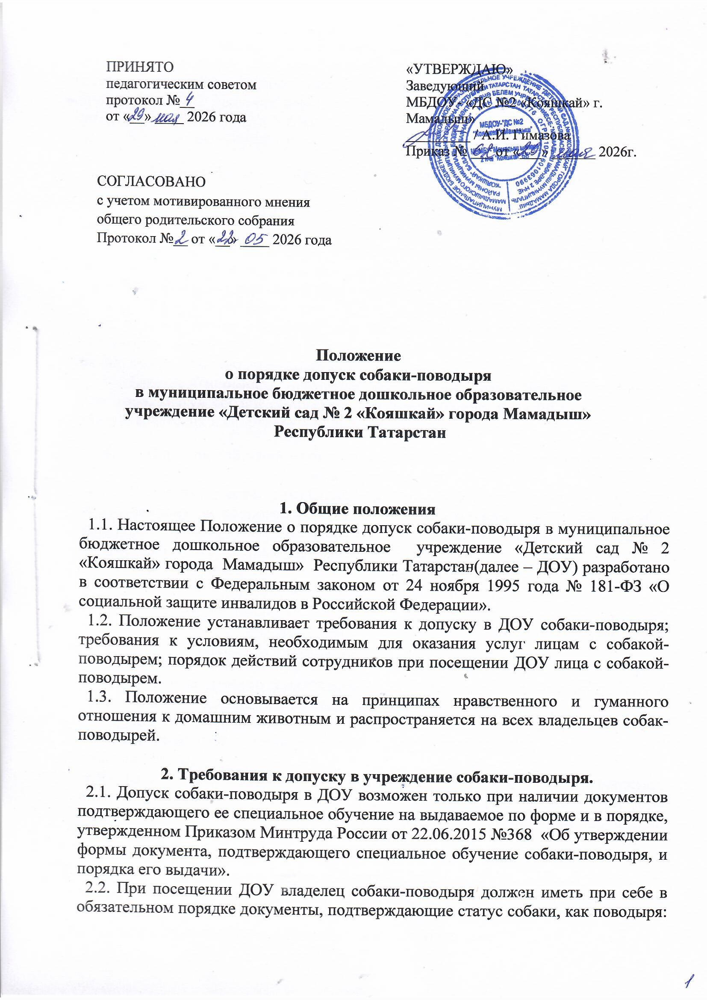 ПРИНЯТО
педагогическим советом
протокол № 4
от «29» мая 2026 года
«УТВЕРЖДАЮ»
Заведующий
МБДОУ- «ДС №2 «Кояшкай» г.
Мамадыш»
/ А.И. Гимазова
Приказ № от «29» мая 2026г.
МБДОУ-"ДС №2
"Кояшкай" г.Мамадыш"
СОГЛАСОВАНО
с учетом мотивированного мнения
общего родительского собрания
Протокол № 2 от «22» 05 2026 года
Положение
о порядке допуск собаки-поводыря
в муниципальное бюджетное дошкольное образовательное
учреждение «Детский сад № 2 «Кояшкай» города Мамадыш»
Республики Татарстан
1. Общие положения
1.1. Настоящее Положение о порядке допуск собаки-поводыря в муниципальное
бюджетное дошкольное образовательное учреждение «Детский сад № 2
«Кояшкай» города Мамадыш» Республики Татарстан(далее – ДОУ) разработано
в соответствии с Федеральным законом от 24 ноября 1995 года № 181-ФЗ «О
социальной защите инвалидов в Российской Федерации».
1.2. Положение устанавливает требования к допуску в ДОУ собаки-поводыря;
требования к условиям, необходимым для оказания услуг лицам с собакой-
поводырем; порядок действий сотрудников при посещении ДОУ лица с собакой-
поводырем.
1.3. Положение основывается на принципах нравственного и гуманного
отношения к домашним животным и распространяется на всех владельцев собак-
поводырей.
2. Требования к допуску в учреждение собаки-поводыря.
2.1. Допуск собаки-поводыря в ДОУ возможен только при наличии документов
подтверждающего ее специальное обучение на выдаваемое по форме и в порядке,
утвержденном Приказом Минтруда России от 22.06.2015 №368 «Об утверждении
формы документа, подтверждающего специальное обучение собаки-поводыря, и
порядка его выдачи».
2.2. При посещении ДОУ владелец собаки-поводыря должен иметь при себе в
обязательном порядке документы, подтверждающие статус собаки, как поводыря:
1